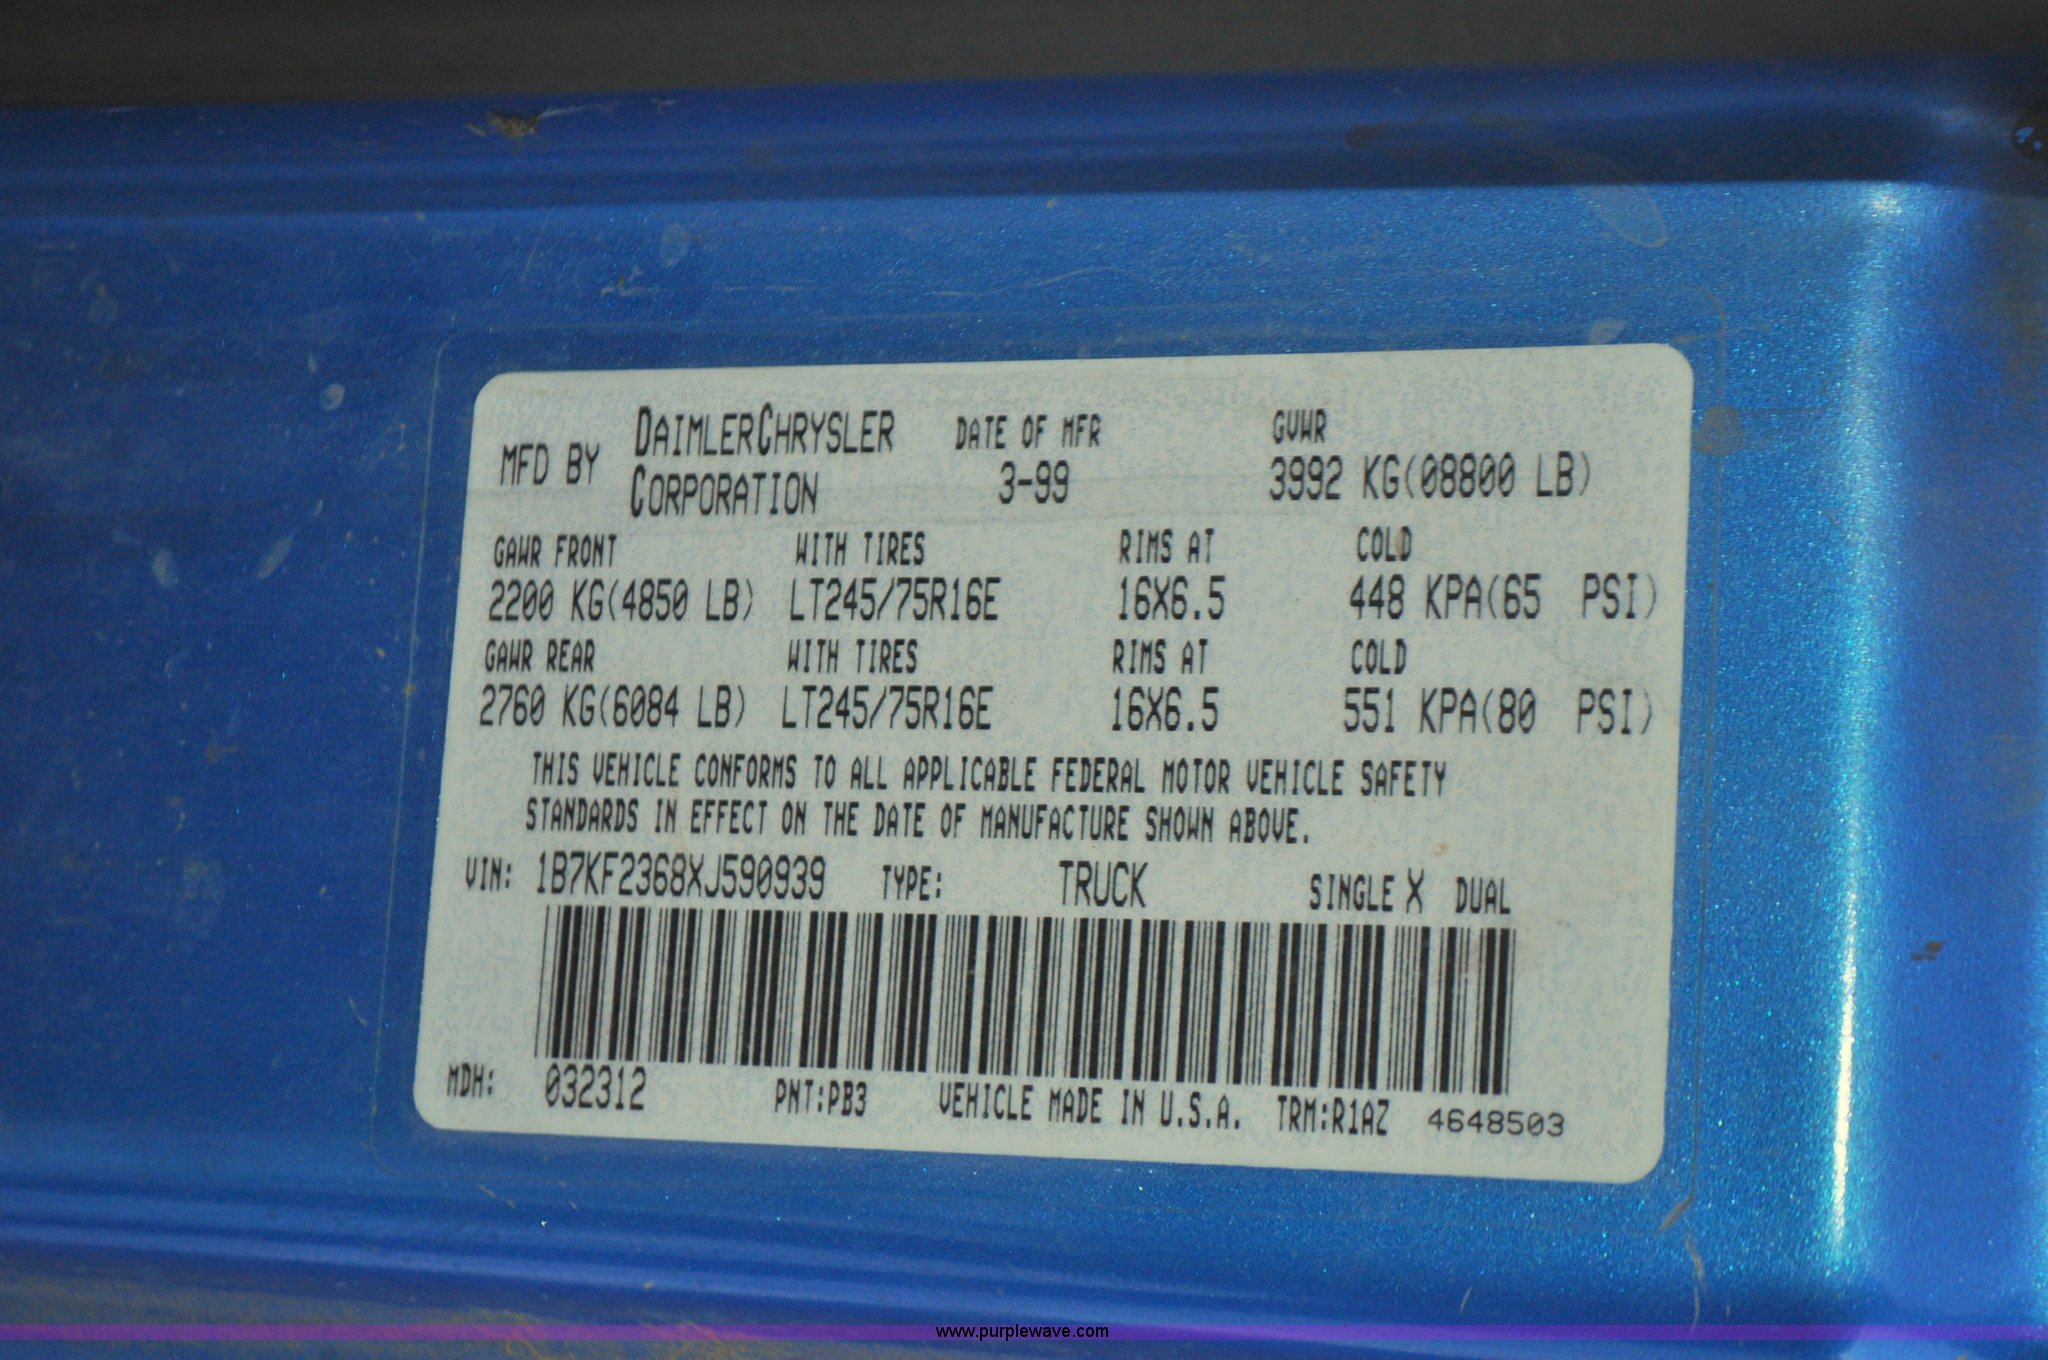 MFD BY DAIMLERCHRYSLER CORPORATION DATE OF MFR 3-99 GVWR 3992 KG(08800 LB)
GAWR FRONT WITH TIRES RIMS AT COLD
2200 KG(4850 LB) LT245/75R16E 16X6.5 448 KPA(65 PSI)
GAWR REAR WITH TIRES RIMS AT COLD
2760 KG(6084 LB) LT245/75R16E 16X6.5 551 KPA(80 PSI)
THIS VEHICLE CONFORMS TO ALL APPLICABLE FEDERAL MOTOR VEHICLE SAFETY
STANDARDS IN EFFECT ON THE DATE OF MANUFACTURE SHOWN ABOVE.
VIN: 1B7KF2368XJ590939 TYPE: TRUCK SINGLE X DUAL
MDH: 032312 PNT:PB3 VEHICLE MADE IN U.S.A. TRM:R1AZ 4648503
www.purplewave.com